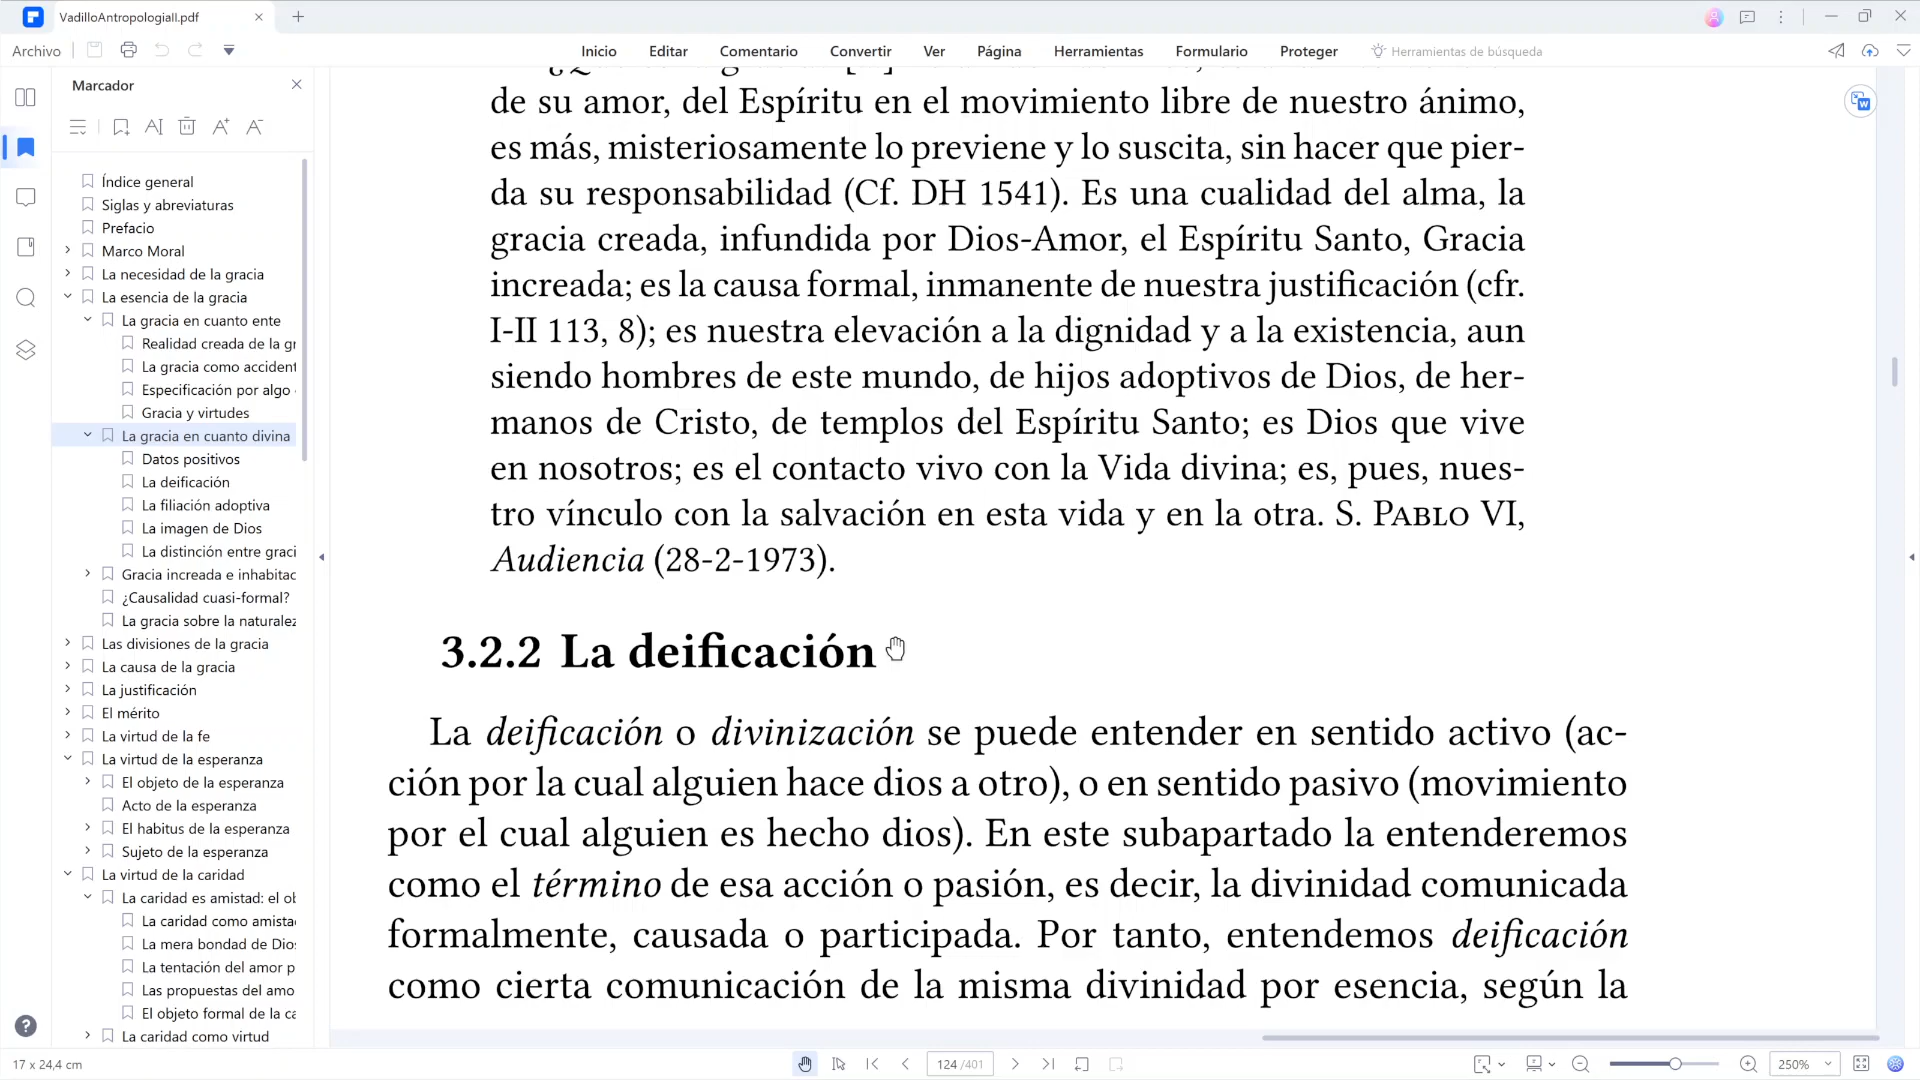 VadilloAntropologiaII.pdf
Archivo
Inicio
Editar
Comentario
Convertir
Ver
Página
Herramientas
Formulario
Proteger
Herramientas de búsqueda
Marcador
Índice general
Siglas y abreviaturas
Prefacio
Marco Moral
La necesidad de la gracia
La esencia de la gracia
La gracia en cuanto ente
Realidad creada de la gr
La gracia como accident
Especificación por algo
Gracia y virtudes
La gracia en cuanto divina
Datos positivos
La deificación
La filiación adoptiva
La imagen de Dios
La distinción entre graci
Gracia increada e inhabitac
¿Causalidad cuasi-formal?
La gracia sobre la naturalez
Las divisiones de la gracia
La causa de la gracia
La justificación
El mérito
La virtud de la fe
La virtud de la esperanza
El objeto de la esperanza
Acto de la esperanza
El habitus de la esperanza
Sujeto de la esperanza
La virtud de la caridad
La caridad es amistad: el ob
La caridad como amista
La mera bondad de Dio
La tentación del amor p
Las propuestas del amo
El objeto formal de la ca
La caridad como virtud
de su amor, del Espíritu en el movimiento libre de nuestro ánimo,
es más, misteriosamente lo previene y lo suscita, sin hacer que pier-
da su responsabilidad (Cf. DH 1541). Es una cualidad del alma, la
gracia creada, infundida por Dios-Amor, el Espíritu Santo, Gracia
increada; es la causa formal, inmanente de nuestra justificación (cfr.
I-II 113, 8); es nuestra elevación a la dignidad y a la existencia, aun
siendo hombres de este mundo, de hijos adoptivos de Dios, de her-
manos de Cristo, de templos del Espíritu Santo; es Dios que vive
en nosotros; es el contacto vivo con la Vida divina; es, pues, nues-
tro vínculo con la salvación en esta vida y en la otra. S. PABLO VI,
Audiencia (28-2-1973).
3.2.2 La deificación
La deificación o divinización se puede entender en sentido activo (ac-
ción por la cual alguien hace dios a otro), o en sentido pasivo (movimiento
por el cual alguien es hecho dios). En este subapartado la entenderemos
como el término de esa acción o pasión, es decir, la divinidad comunicada
formalmente, causada o participada. Por tanto, entendemos deificación
como cierta comunicación de la misma divinidad por esencia, según la
17 x 24,4 cm
124 /401
250%